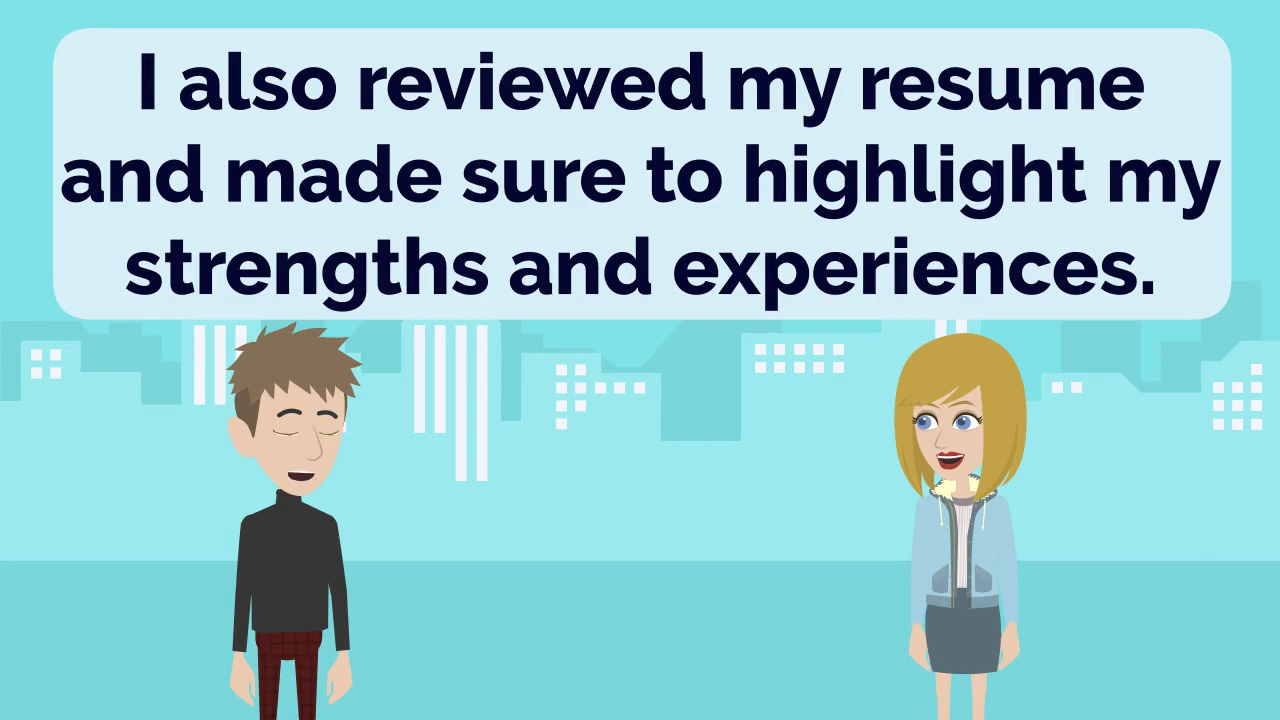 I also reviewed my resume
and made sure to highlight my
strengths and experiences.